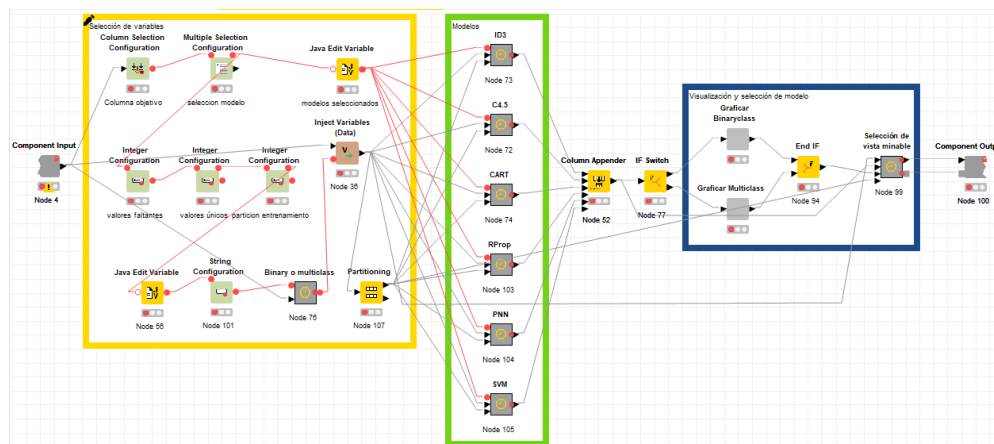 Selección de variables
Column Selection
Configuration
Columna objetivo
Multiple Selection
Configuration
seleccion modelo
Java Edit Variable
modelos seleccionados
Component Input
Node 4
Integer
Configuration
valores faltantes
Integer
Configuration
valores únicos
Integer
Configuration
particion entrenamiento
Inject Variables
(Data)
Node 36
Java Edit Variable
Node 56
String
Configuration
Node 101
Binary o multiclass
Node 76
Partitioning
Node 107
Modelos
ID3
Node 73
C4.5
Node 72
CART
Node 74
RProp
Node 103
PNN
Node 104
SVM
Node 105
Column Appender
Node 52
IF Switch
Node 77
Visualización y selección de modelo
Graficar
Binaryclass
Graficar Multiclass
End IF
Node 94
Selección de
vista minable
Node 99
Component Outp
Node 100